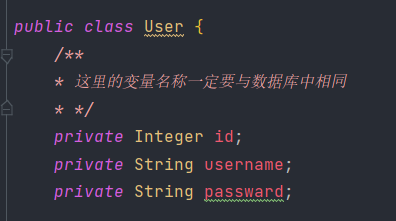 public class User {
/**
* 这里的变量名称一定要与数据库中相同
* */
private Integer id;
private String username;
private String passward;